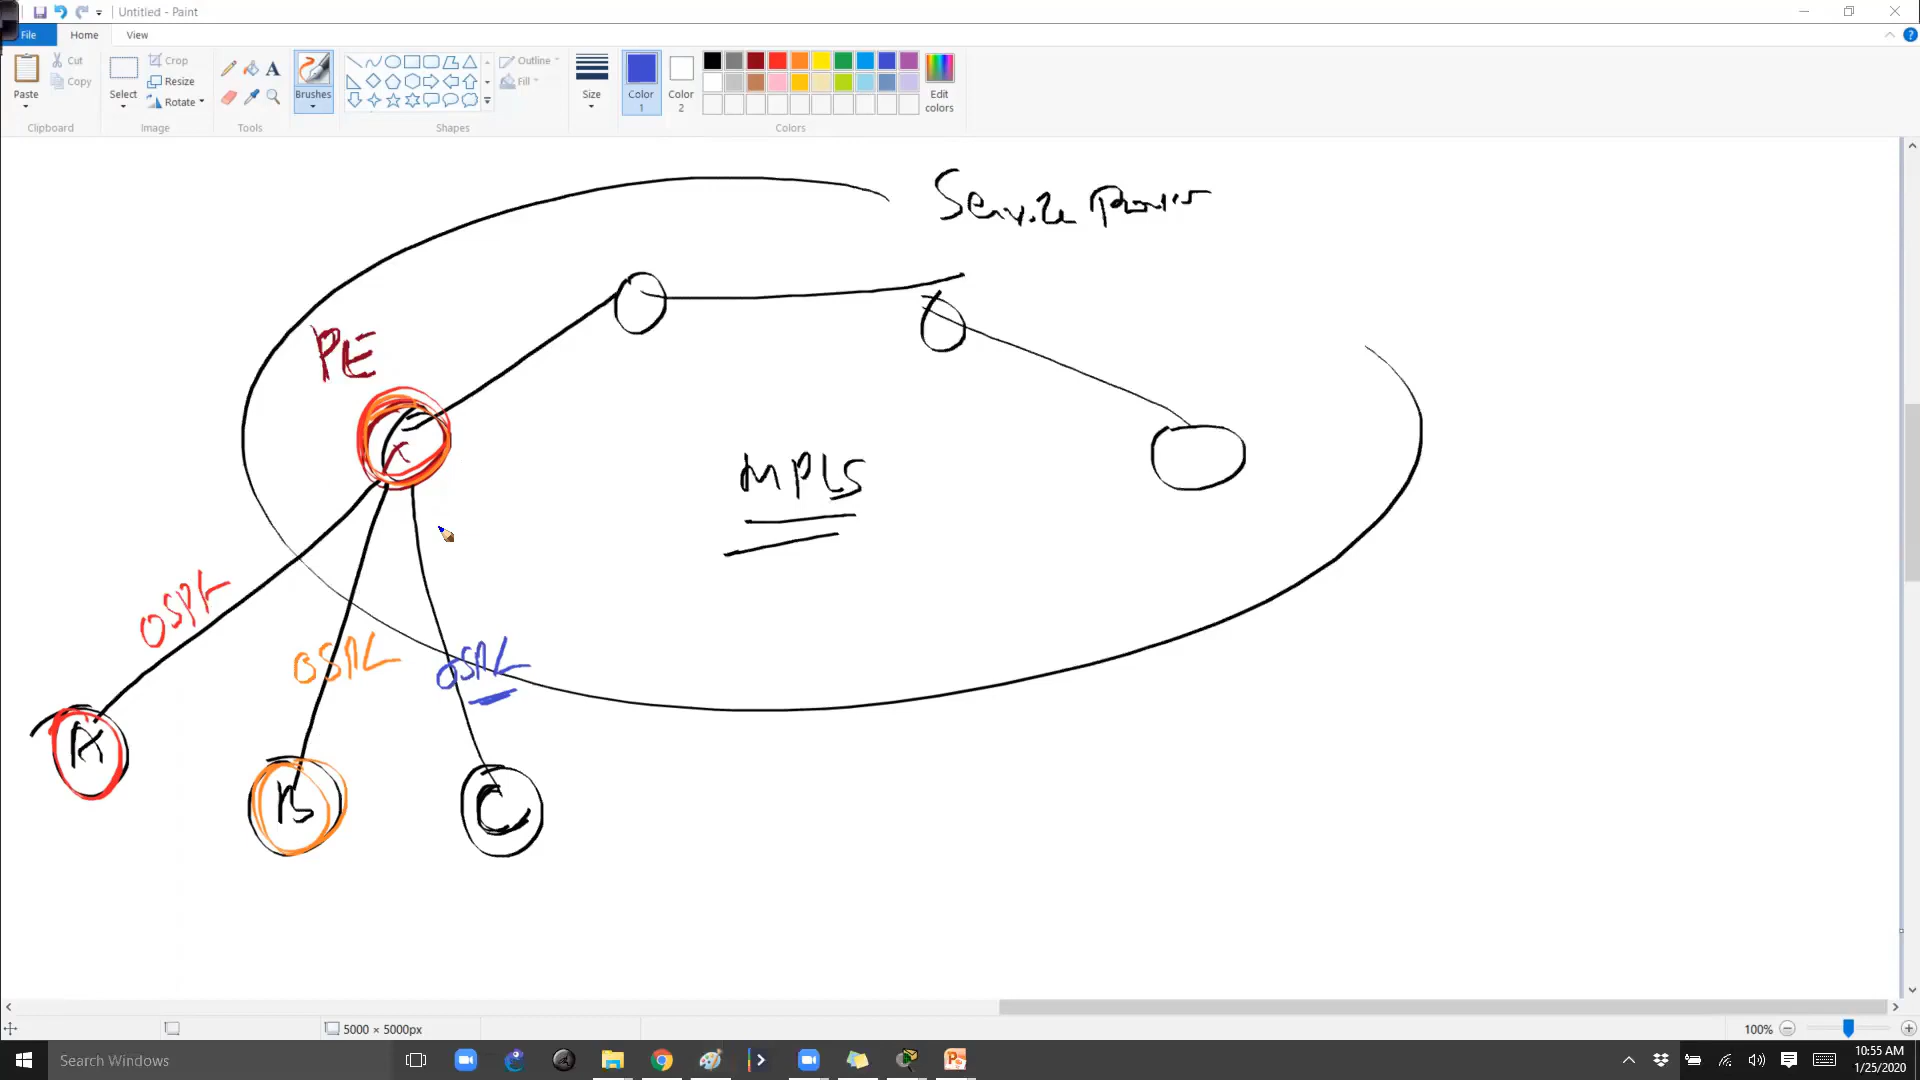 Untitled - Paint
File Home View
Paste
Cut
Copy
Clipboard
Select
Crop
Resize
Rotate
Image
Tools
Brushes
Shapes
Outline
Fill
Size
Color 1
Color 2
Edit colors
Colors
Service
PE
MPLS
OSPF
OSPF
OSPF
A
B
C
5000 × 5000px
100%
Search Windows
10:55 AM
1/25/2020